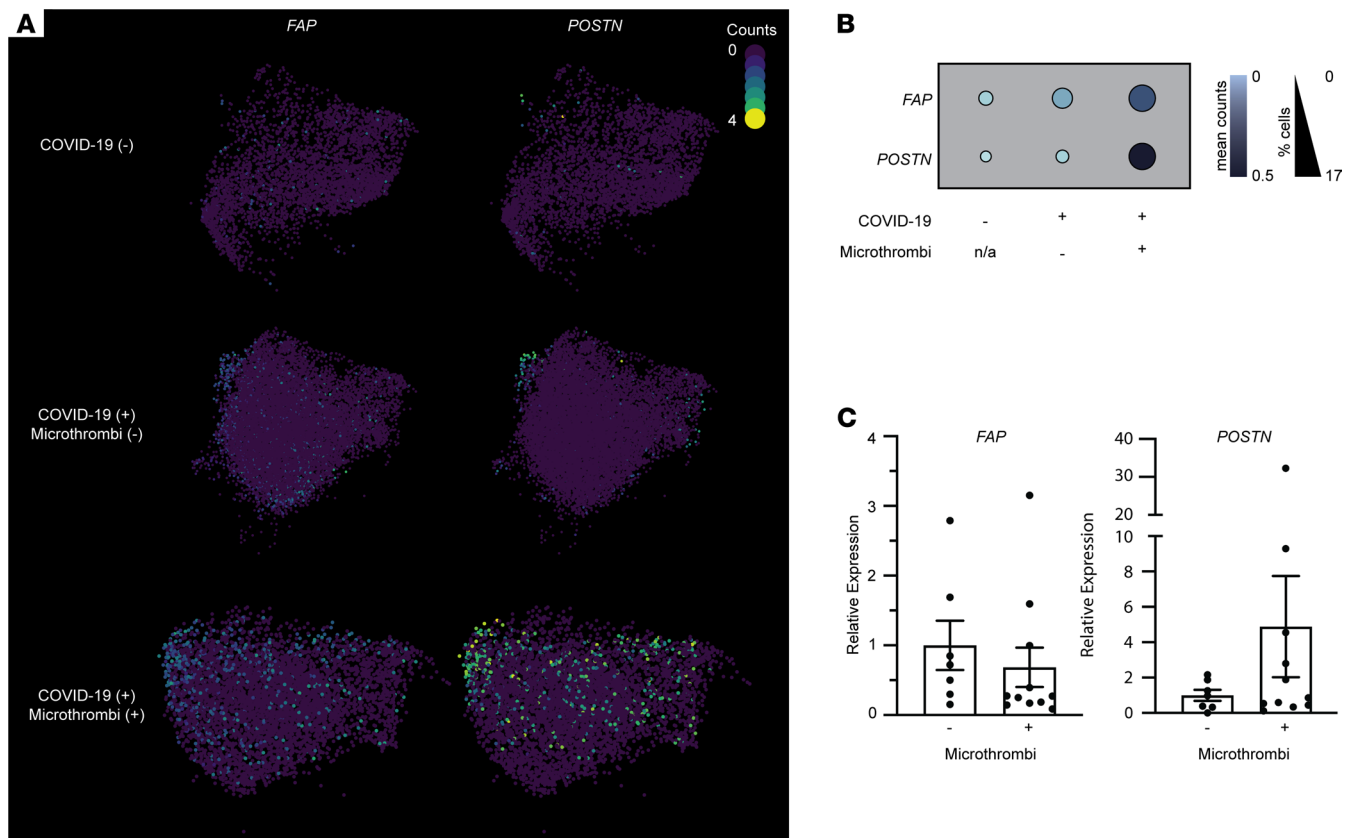 A
FAP
POSTN
Counts
0
4
COVID-19 (-)
COVID-19 (+)
Microthrombi (-)
COVID-19 (+)
Microthrombi (+)
B
FAP
POSTN
mean counts
0
0.5
% cells
0
17
COVID-19 - + +
Microthrombi n/a - +
C
FAP
Relative Expression
4
3
2
1
0
- +
Microthrombi
POSTN
Relative Expression
40
30
20
10
8
6
4
2
0
- +
Microthrombi